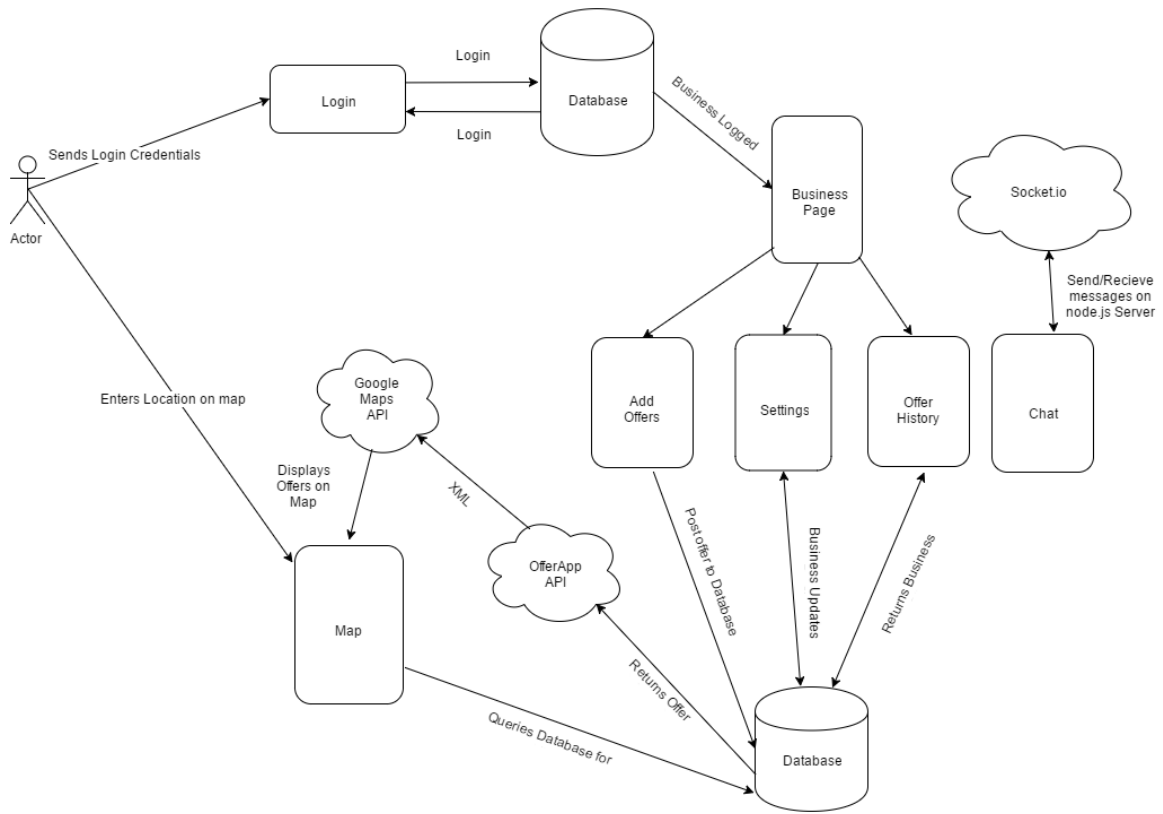 Login
Login
Database
Login
Business Logged
Sends Login Credentials
Actor
Business
Page
Socket.io
Send/Recieve
messages on
node.js Server
Enters Location on map
Google
Maps
API
Add
Offers
Settings
Offer
History
Chat
Displays
Offers on
Map
XML
OfferApp
API
Post offer to Database
Business Updates
Returns Business
Map
Returns Offer
Queries Database for
Database